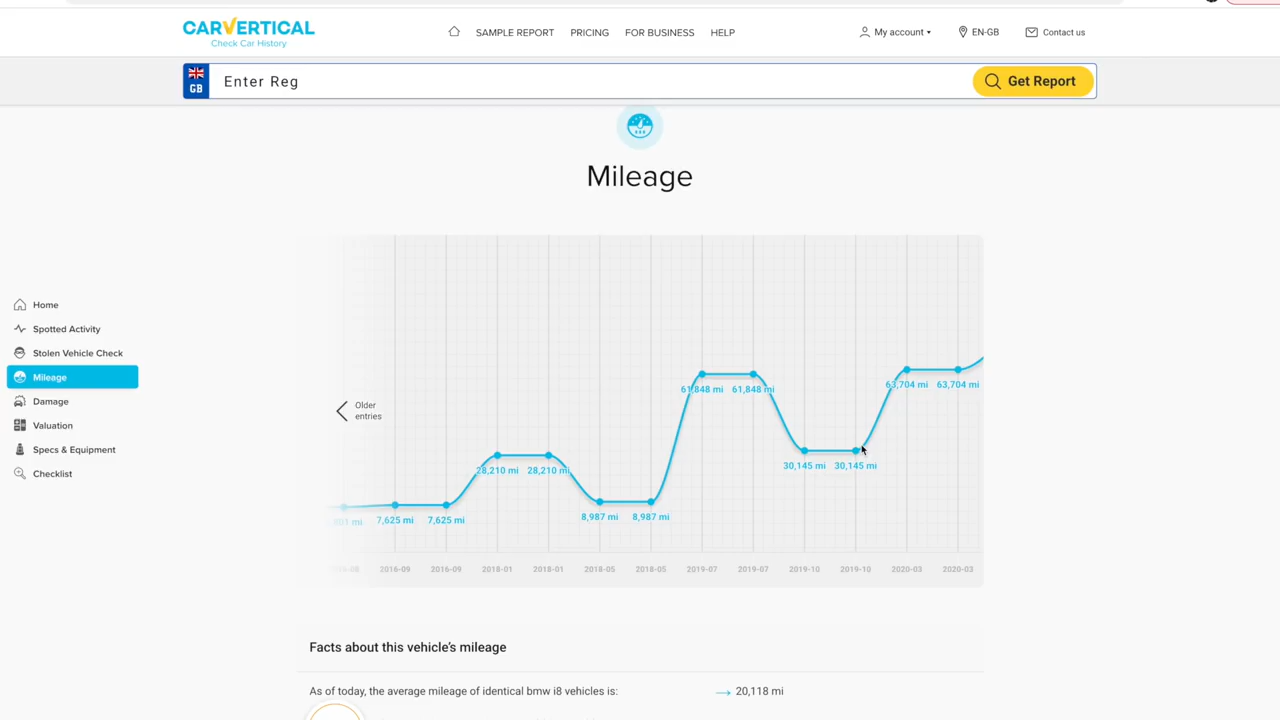 CARVERTICAL
Check Car History
SAMPLE REPORT PRICING FOR BUSINESS HELP
My account EN-GB Contact us
GB Enter Reg Get Report
Mileage
Home
Spotted Activity
Stolen Vehicle Check
Mileage
Damage
Valuation
Specs & Equipment
Checklist
Older
entries
61,848 mi 61,848 mi 63,704 mi 63,704 mi
28,210 mi 28,210 mi 30,145 mi 30,145 mi
mi 7,625 mi 7,625 mi 8,987 mi 8,987 mi
2016-09 2016-09 2018-01 2018-01 2018-05 2018-05 2019-07 2019-07 2019-10 2019-10 2020-03 2020-03
Facts about this vehicle's mileage
As of today, the average mileage of identical bmw i8 vehicles is: 20,118 mi